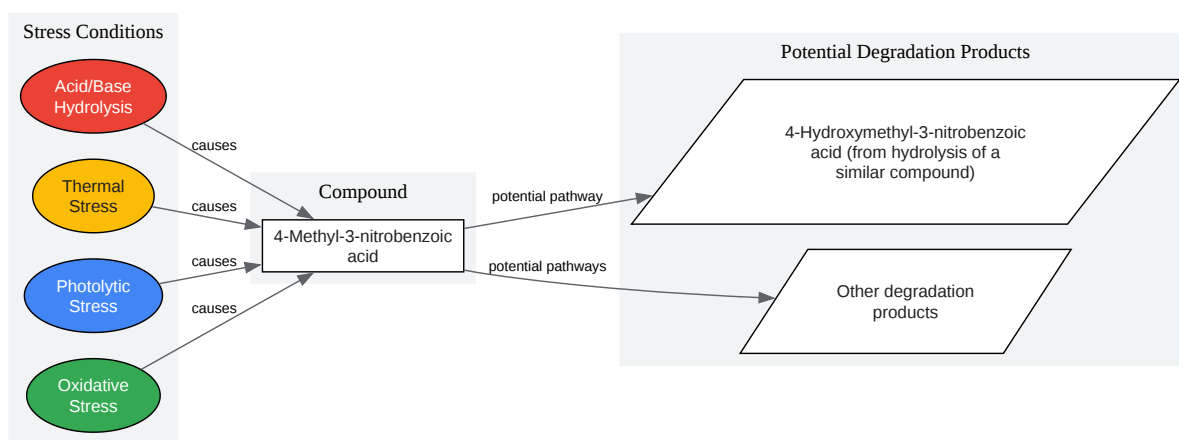 Stress Conditions
Acid/Base
Hydrolysis
Thermal
Stress
Photolytic
Stress
Oxidative
Stress
causes
causes
causes
causes
Compound
4-Methyl-3-nitrobenzoic
acid
potential pathway
potential pathways
Potential Degradation Products
4-Hydroxymethyl-3-nitrobenzoic
acid (from hydrolysis of a
similar compound)
Other degradation
products